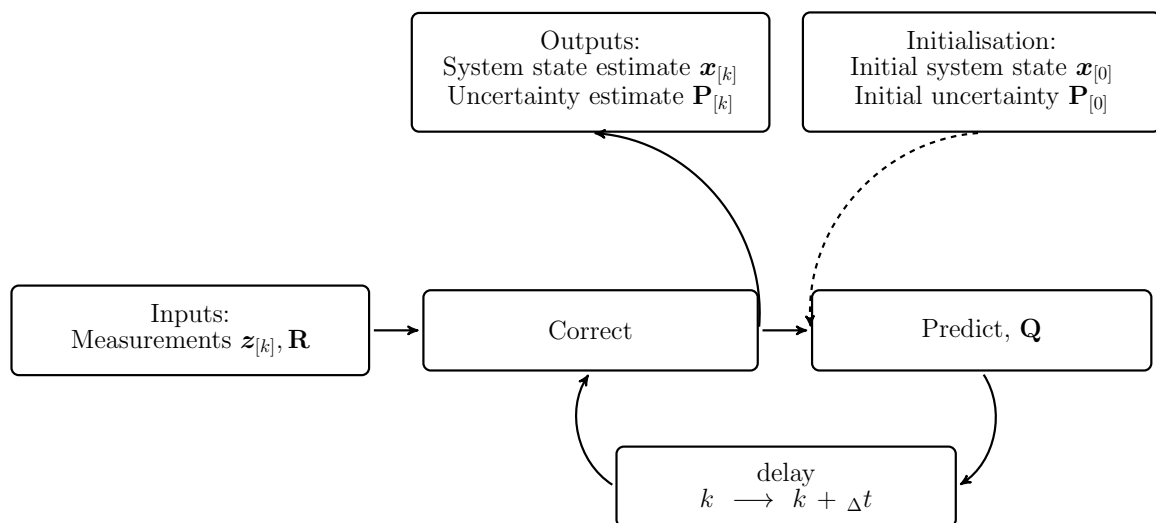 Outputs:
System state estimate x[k]
Uncertainty estimate P[k]
Initialisation:
Initial system state x[0]
Initial uncertainty P[0]
Inputs:
Measurements z[k], R
Correct
Predict, Q
delay
k ⟶ k + Δt